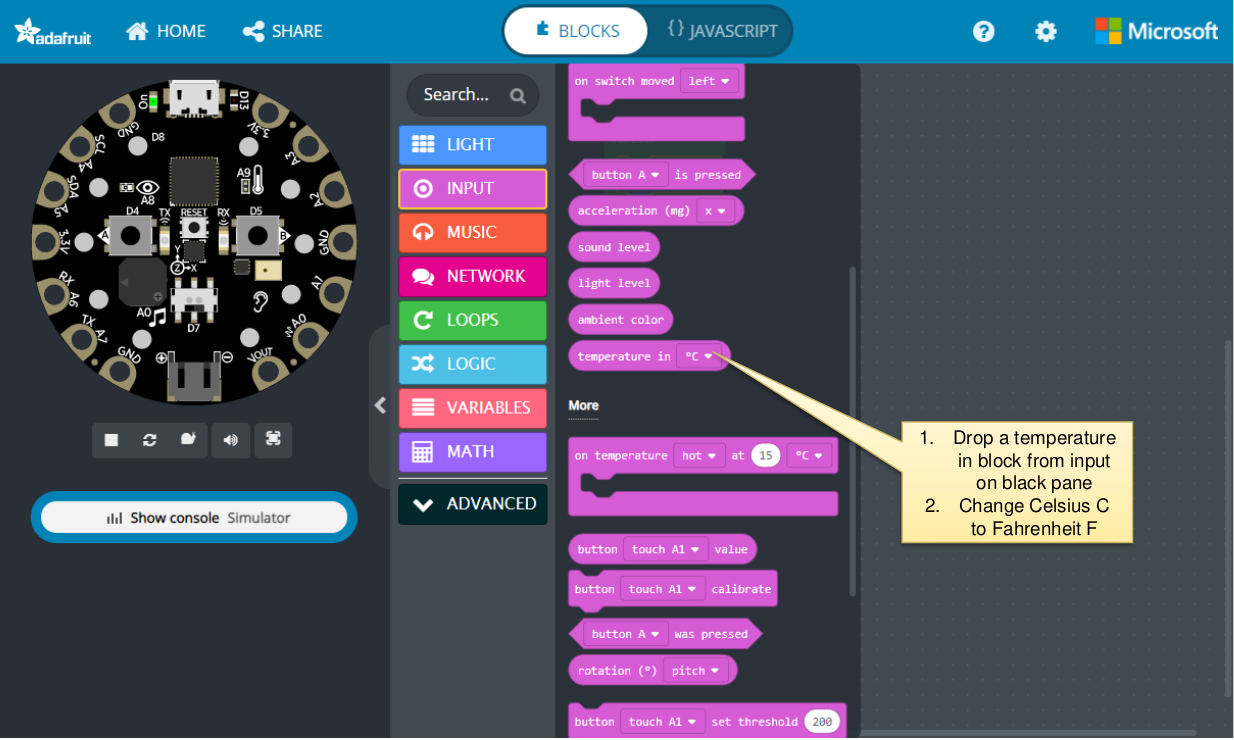 adafruit HOME SHARE BLOCKS {} JAVASCRIPT ? Microsoft
Search...
LIGHT
INPUT
MUSIC
NETWORK
LOOPS
LOGIC
VARIABLES
MATH
ADVANCED
on switch moved left
button A is pressed
acceleration (mg) x
sound level
light level
ambient color
temperature in °C
More
on temperature hot at 15 °C
button touch A1 value
button touch A1 calibrate
button A was pressed
rotation (°) pitch
button touch A1 set threshold 200
1. Drop a temperature
in block from input
on black pane
2. Change Celsius C
to Fahrenheit F
On D13
GND D8 3.3V
SCL A4 A3
SDA A5 A8 A9 A2
D4 TX RESET RX D5
A B
3.3V GND
Y
Z X
RX A6 A1
A0
TX A7 D7 A0
GND VOUT
Show console Simulator